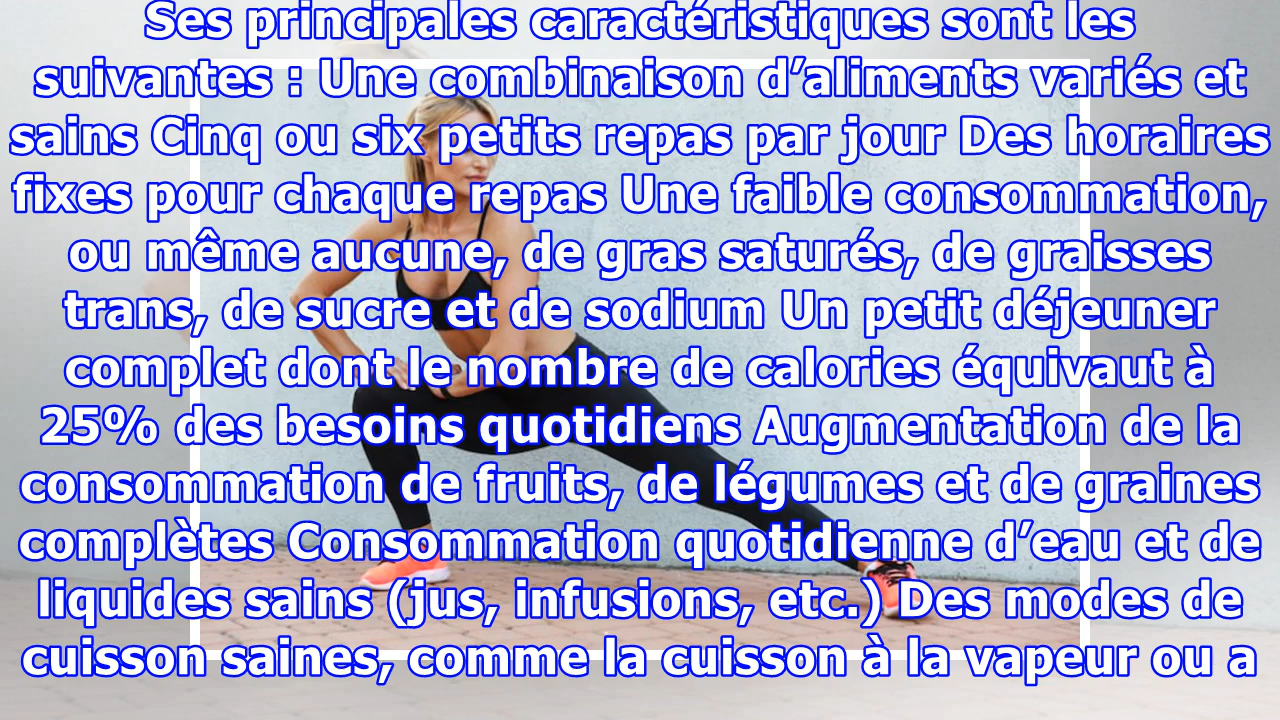 Ses principales caractéristiques sont les
suivantes : Une combinaison d’aliments variés et
sains Cinq ou six petits repas par jour Des horaires
fixes pour chaque repas Une faible consommation,
ou même aucune, de gras saturés, de graisses
trans, de sucre et de sodium Un petit déjeuner
complet dont le nombre de calories équivaut à
25% des besoins quotidiens Augmentation de la
consommation de fruits, de légumes et de graines
complètes Consommation quotidienne d’eau et de
liquides sains (jus, infusions, etc.) Des modes de
cuisson saines, comme la cuisson à la vapeur ou a